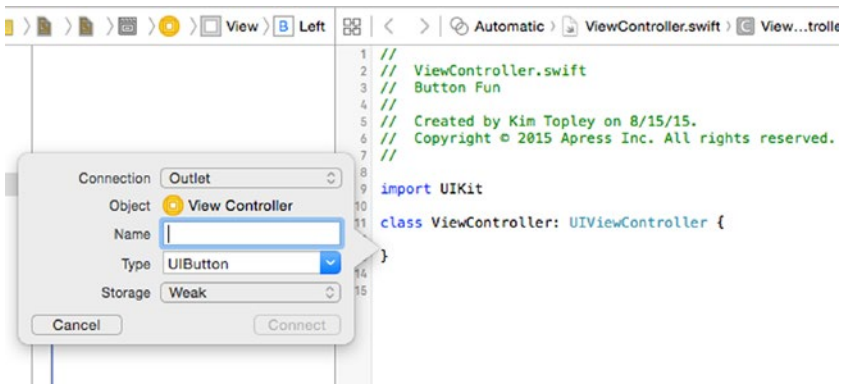 View B Left Automatic ViewController.swift C View...trolle
1 //
2 // ViewController.swift
3 // Button Fun
4 //
5 // Created by Kim Topley on 8/15/15.
6 // Copyright © 2015 Apress Inc. All rights reserved.
7 //
8
9 import UIKit
10
11 class ViewController: UIViewController {
}
14
15
Connection Outlet
Object View Controller
Name
Type UIButton
Storage Weak
Cancel Connect